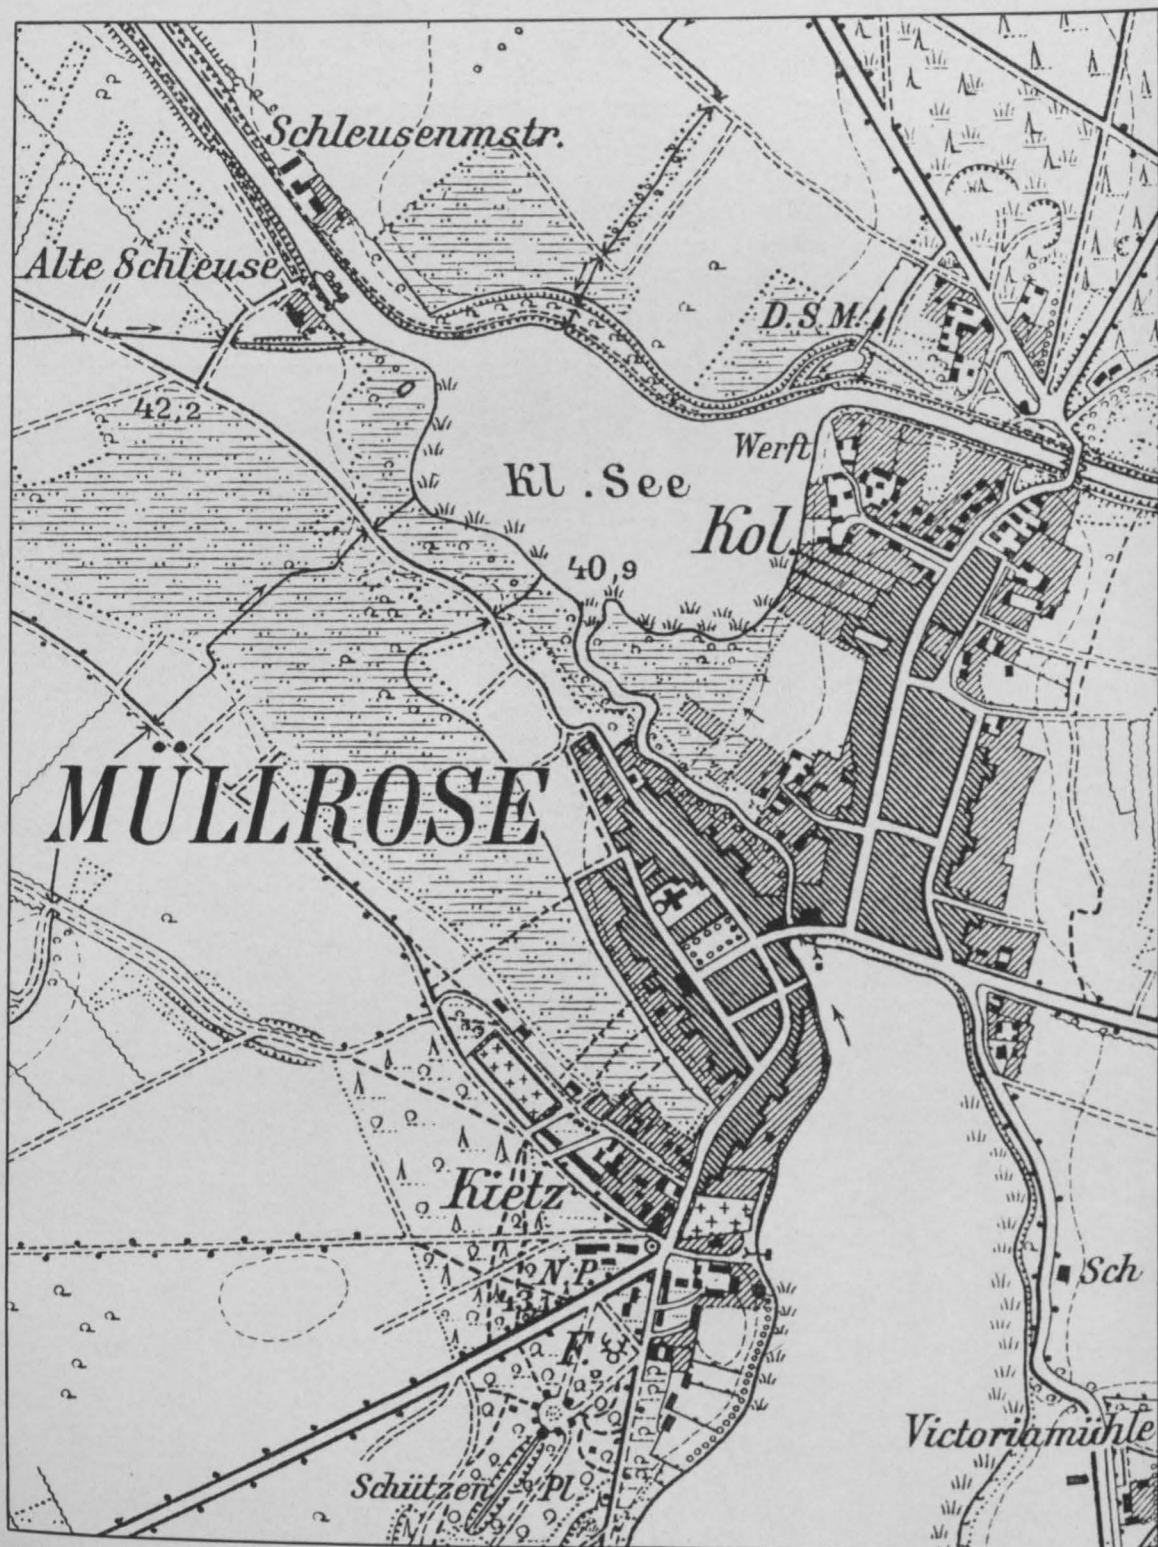 Schleusenmstr.
Alte Schleuse
D.S.M.
42,2
Werft
Kl. See
Kol.
40,9
MÜLLROSE
Kietz
N.P.
F.
Sch
Victoriamühle
Schützen-Pl.